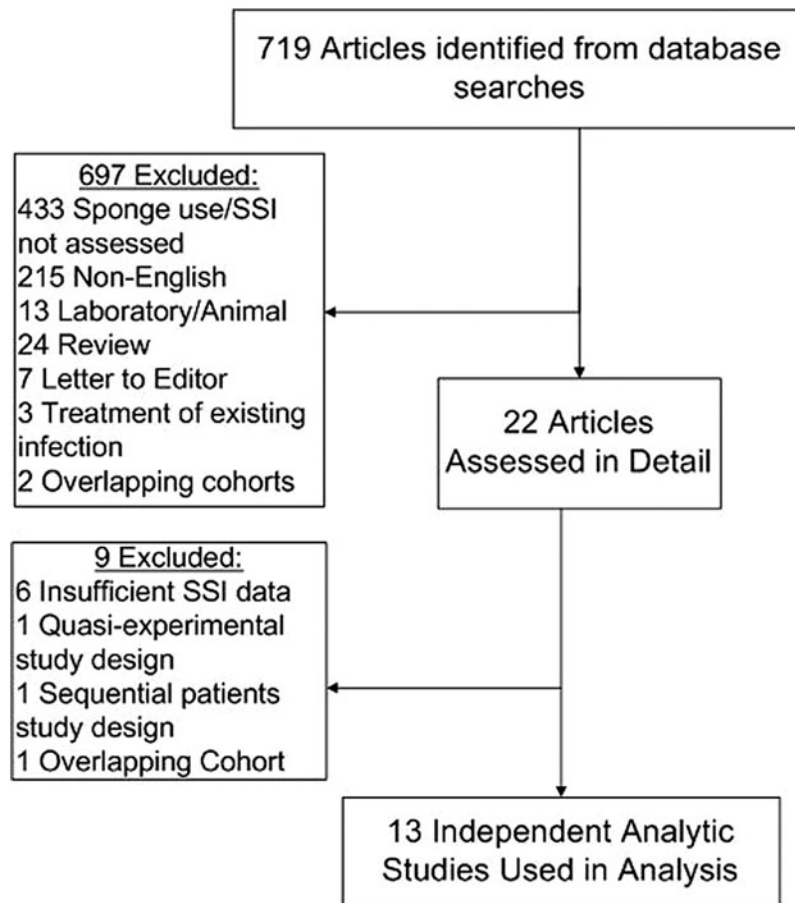 719 Articles identified from database
searches
697 Excluded:
433 Sponge use/SSI
not assessed
215 Non-English
13 Laboratory/Animal
24 Review
7 Letter to Editor
3 Treatment of existing
infection
2 Overlapping cohorts
22 Articles
Assessed in Detail
9 Excluded:
6 Insufficient SSI data
1 Quasi-experimental
study design
1 Sequential patients
study design
1 Overlapping Cohort
13 Independent Analytic
Studies Used in Analysis